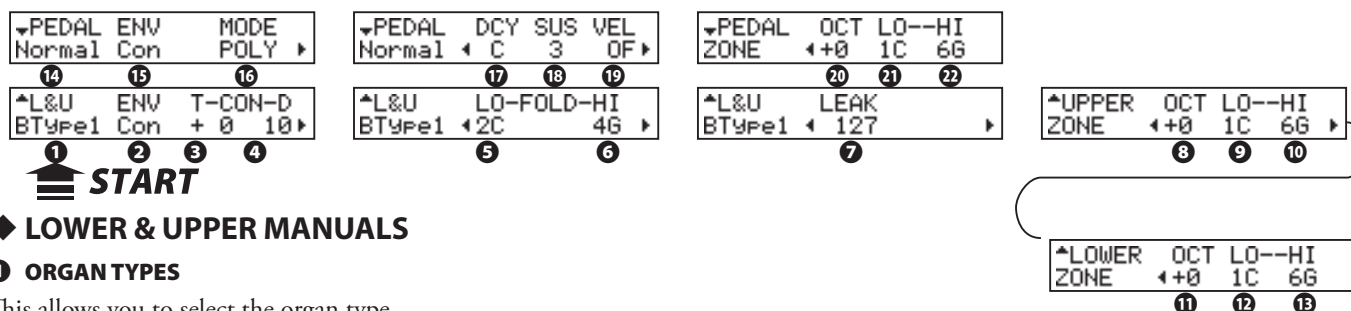 ▼PEDAL ENV MODE
Normal Con POLY ▶
⓮ ⓯ ⓰
▼PEDAL DCY SUS VEL
Normal ◀ C 3 OF▶
⓱ ⓲ ⓳
▼PEDAL OCT LO--HI
ZONE ◀+0 1C 6G
⓴ ㉑ ㉒
▲L&U ENV T-CON-D
BType1 Con + 0 10▶
❶ ❷ ❸ ❹
▲L&U LO-FOLD-HI
BType1 ◀2C 4G ▶
❺ ❻
▲L&U LEAK
BType1 ◀ 127 ▶
❼
▲UPPER OCT LO--HI
ZONE ◀+0 1C 6G ▶
❽ ❾ ❿
START
◆ LOWER & UPPER MANUALS
▲LOWER OCT LO--HI
ZONE ◀+0 1C 6G
⓫ ⓬ ⓭
❶ ORGAN TYPES
This allows you to select the organ type